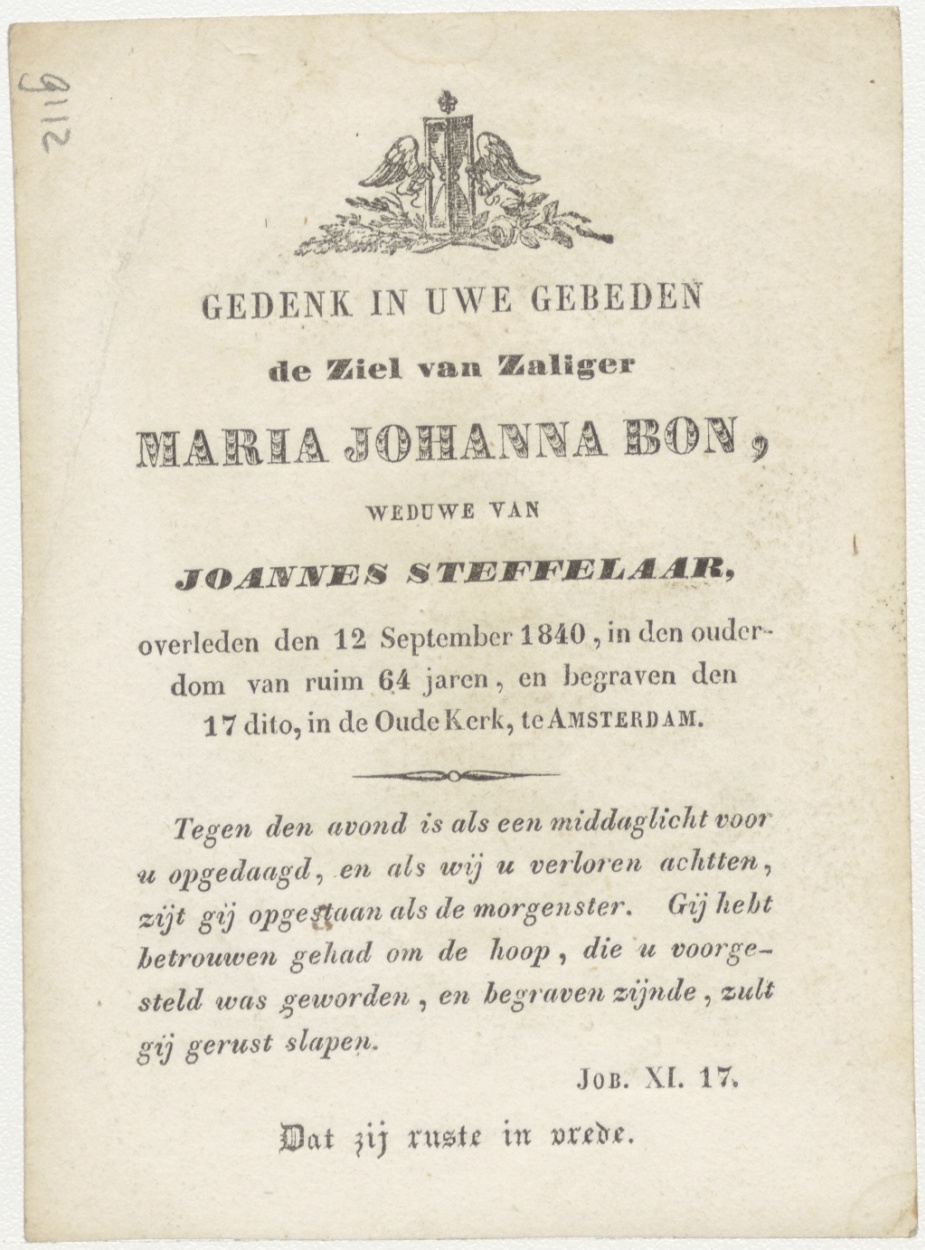 9112
GEDENK IN UWE GEBEDEN
de Ziel van Zaliger
MARIA JOHANNA BON,
WEDUWE VAN
JOANNES STEFFELAAR,
overleden den 12 September 1840, in den ouder-
dom van ruim 64 jaren, en begraven den
17 dito, in de Oude Kerk, te AMSTERDAM.
Tegen den avond is als een middaglicht voor
u opgedaagd, en als wij u verloren achtten,
zijt gij opgestaan als de morgenster. Gij hebt
betrouwen gehad om de hoop, die u voorge-
steld was geworden, en begraven zijnde, zult
gij gerust slapen.
JOB. XI. 17.
Dat zij ruste in vrede.